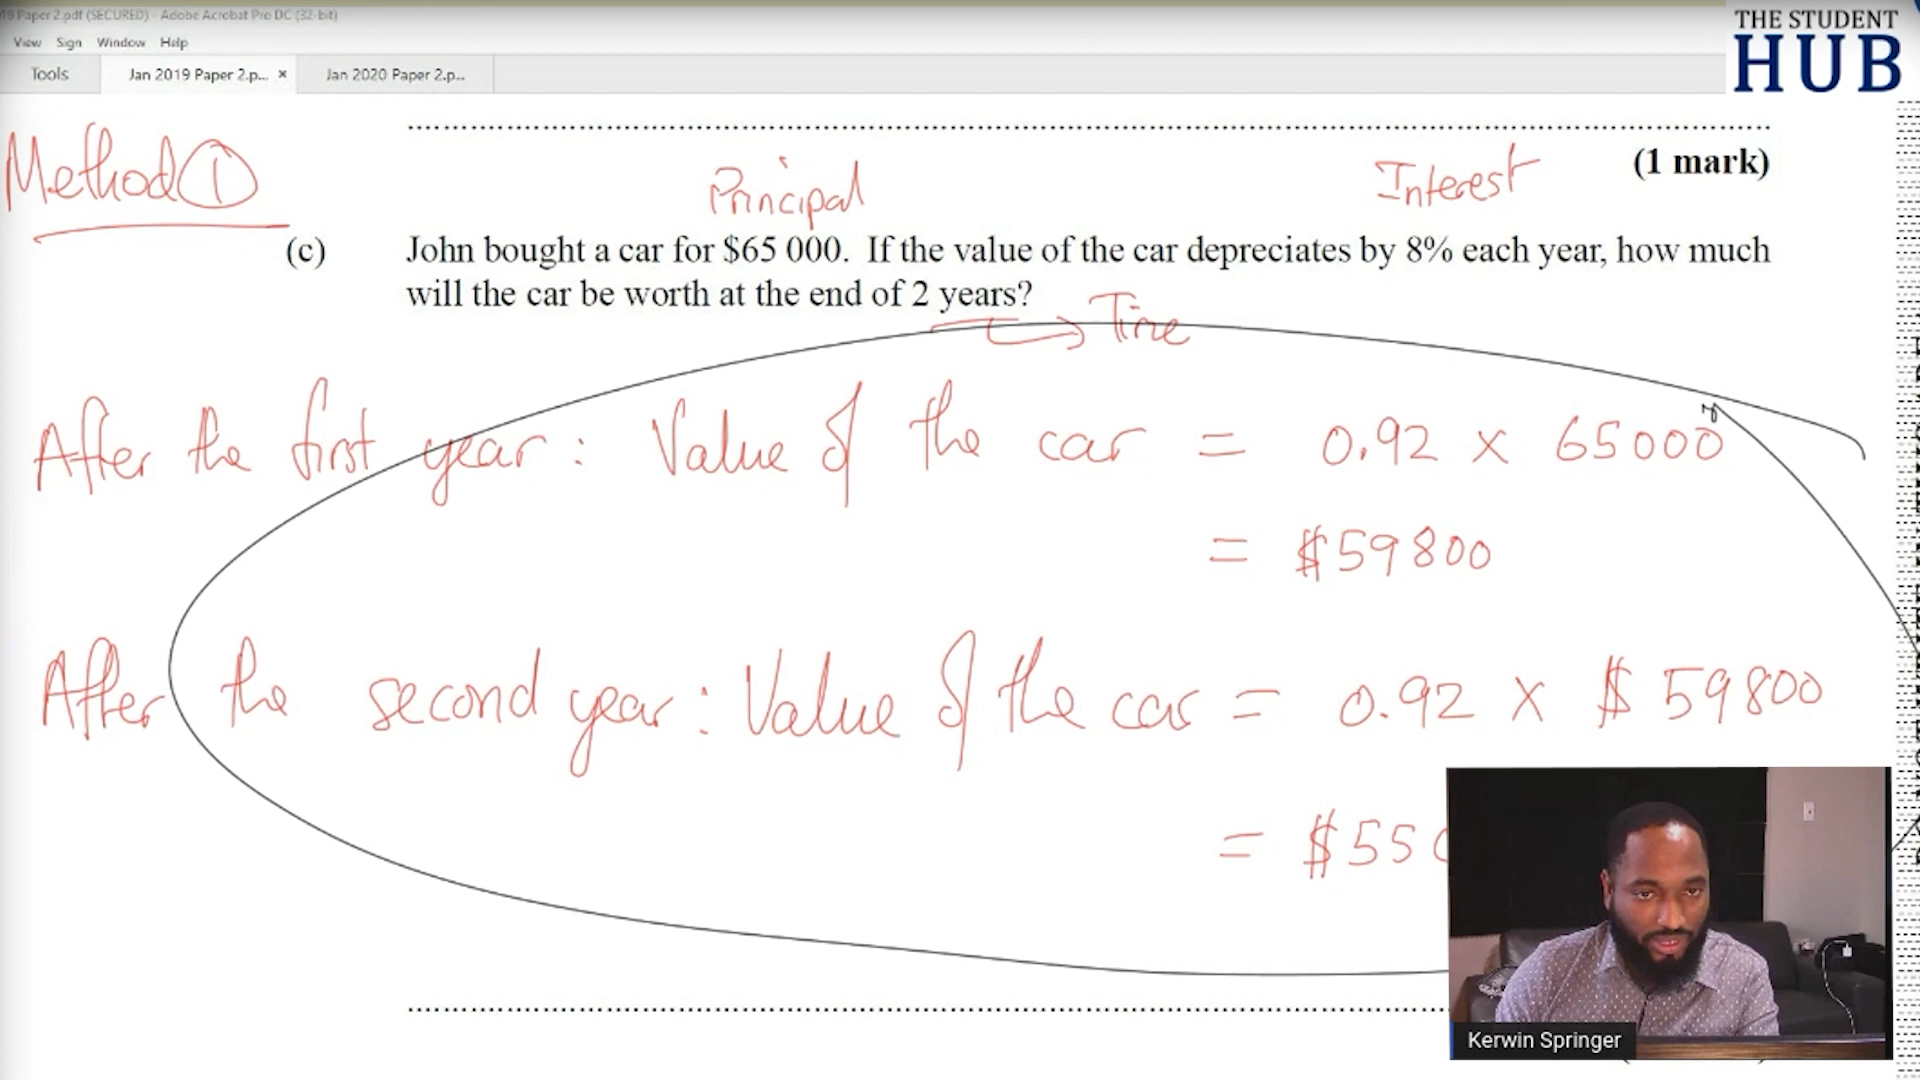 19 Paper 2.pdf (SECURED) - Adobe Acrobat Pro DC (32-bit)
View Sign Window Help
Tools Jan 2019 Paper 2.p... × Jan 2020 Paper 2.p...
THE STUDENT
HUB
Method 1
Principal
Interest
(1 mark)
(c) John bought a car for $65 000. If the value of the car depreciates by 8% each year, how much
will the car be worth at the end of 2 years?
Time
After the first year : Value of the car = 0.92 × 65000
= $59800
After the second year : Value of the car = 0.92 × $ 59800
= $55
Kerwin Springer